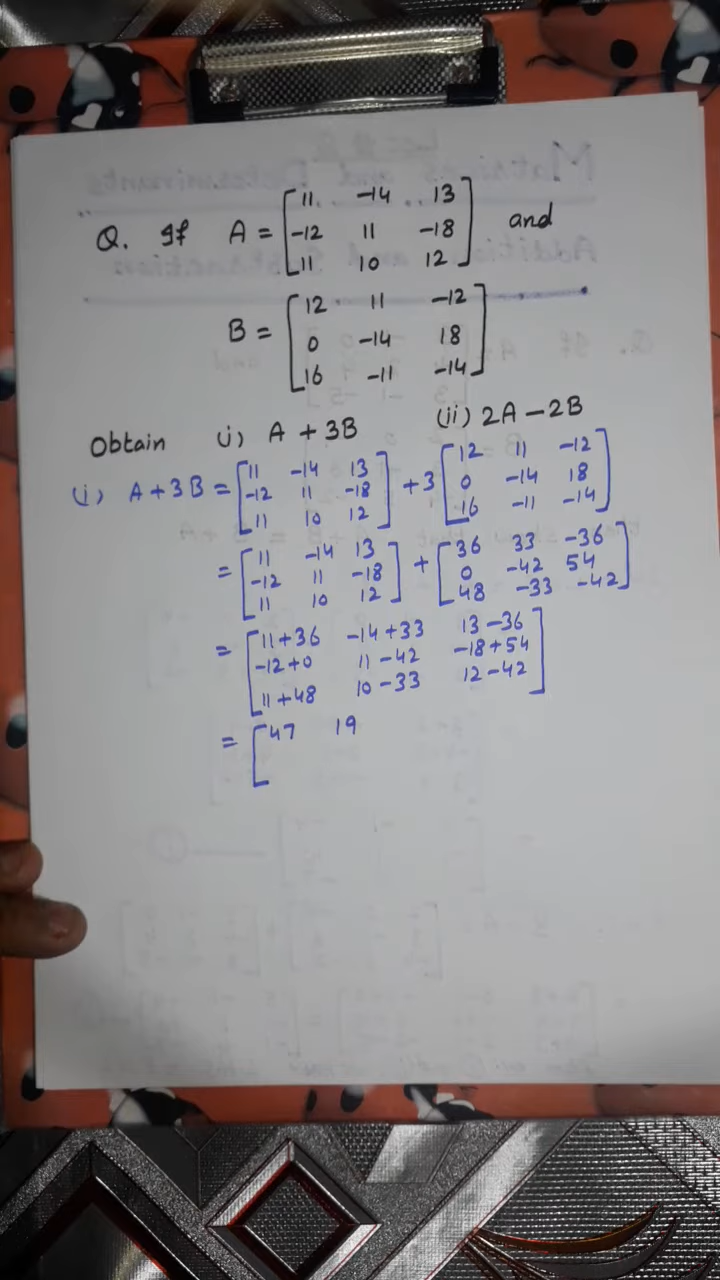 Q. If A = [11 -14 13
-12 11 -18
11 10 12] and
B = [12 11 -12
0 -14 18
16 -11 -14]
Obtain (i) A + 3B (ii) 2A - 2B
(i) A + 3B = [11 -14 13
-12 11 -18
11 10 12] + 3 [12 11 -12
0 -14 18
16 -11 -14]
= [11 -14 13
-12 11 -18
11 10 12] + [36 33 -36
0 -42 54
48 -33 -42]
= [11+36 -14+33 13-36
-12+0 11-42 -18+54
11+48 10-33 12-42]
= [47 19